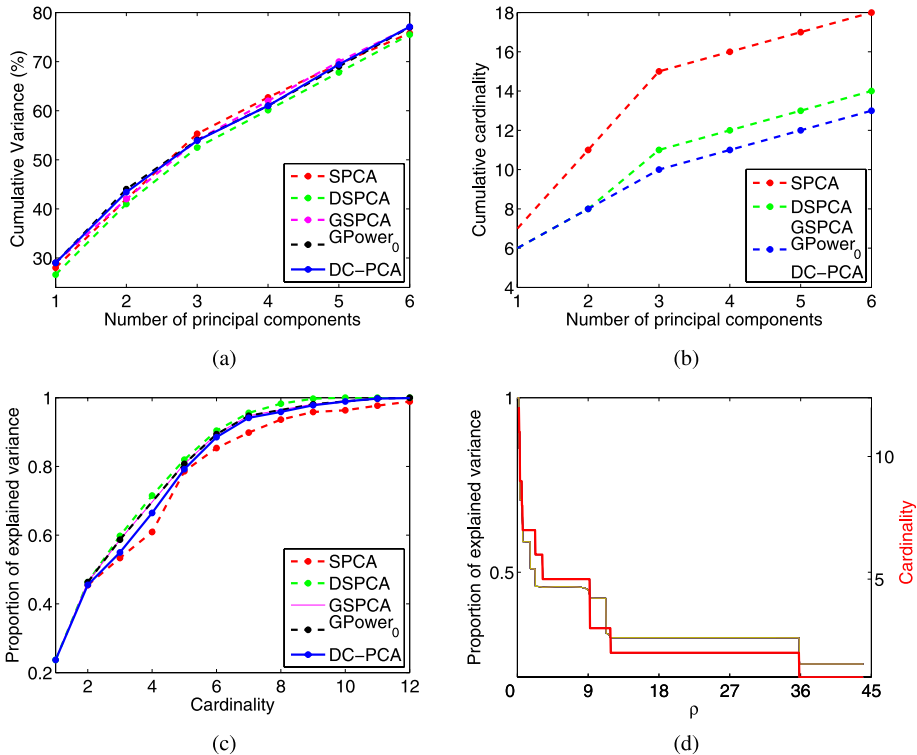 80
70
60
50
40
30
Cumulative Variance (%)
SPCA
DSPCA
GSPCA
GPower0
DC−PCA
1 2 3 4 5 6
Number of principal components
(a)
18
16
14
12
10
8
6
4
Cumulative cardinality
SPCA
DSPCA
GSPCA
GPower0
DC−PCA
1 2 3 4 5 6
Number of principal components
(b)
1
0.8
0.6
0.4
0.2
Proportion of explained variance
SPCA
DSPCA
GSPCA
GPower0
DC−PCA
2 4 6 8 10 12
Cardinality
(c)
0.5
Proportion of explained variance
10
5
Cardinality
0 9 18 27 36 45
ρ
(d)